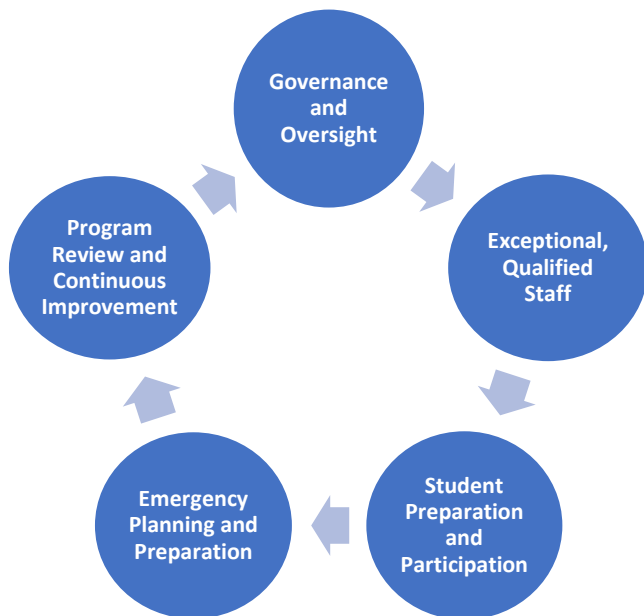 Governance
and
Oversight
Exceptional,
Qualified
Staff
Student
Preparation
and
Participation
Emergency
Planning and
Preparation
Program
Review and
Continuous
Improvement